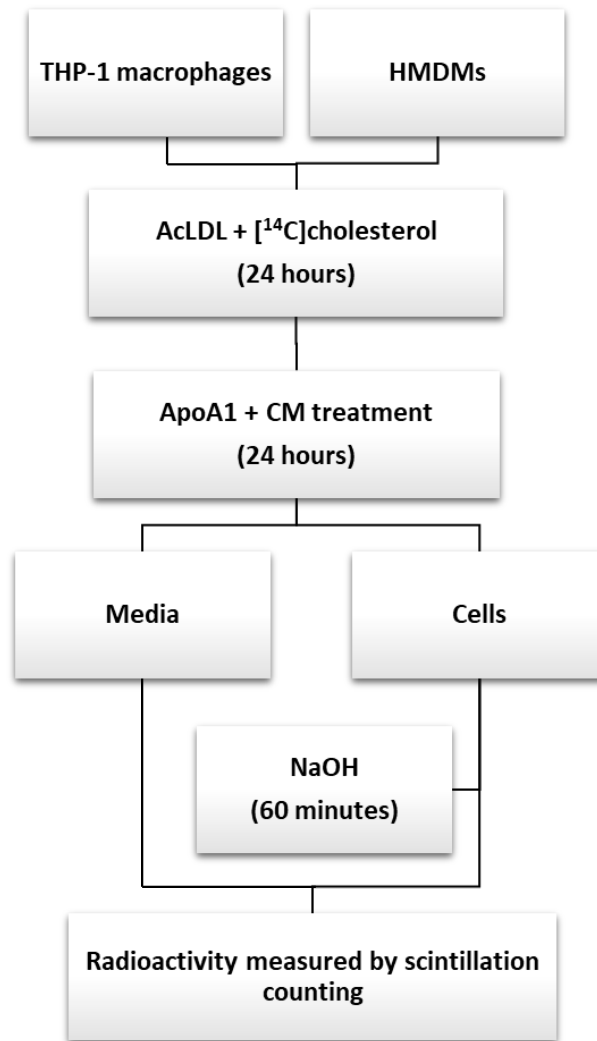 THP-1 macrophages
HMDMs
AcLDL + [¹⁴C]cholesterol
(24 hours)
ApoA1 + CM treatment
(24 hours)
Media
Cells
NaOH
(60 minutes)
Radioactivity measured by scintillation
counting